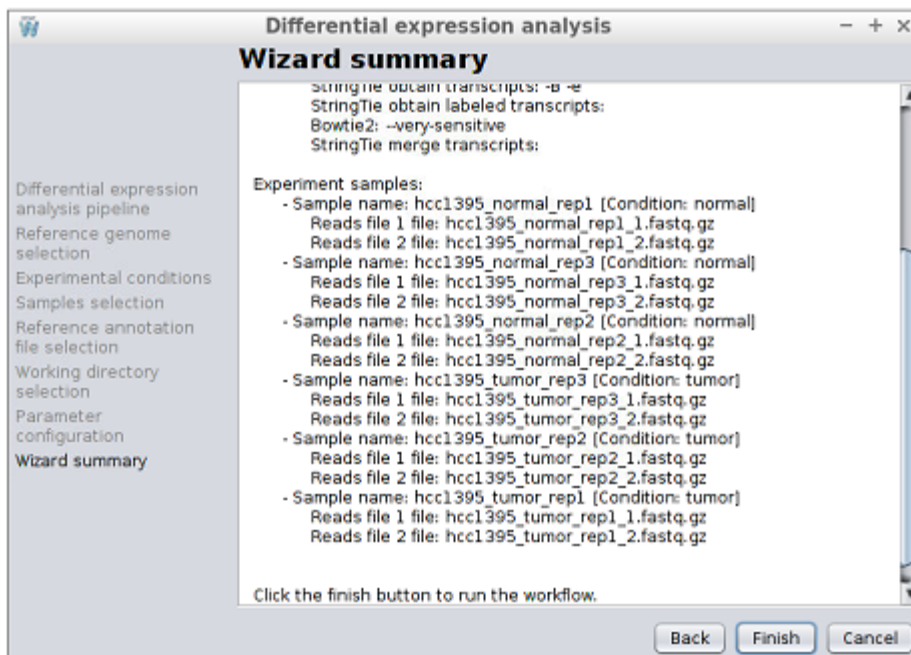 Differential expression analysis
Wizard summary
StringTie obtain transcripts: -B -e
StringTie obtain labeled transcripts:
Bowtie2: --very-sensitive
StringTie merge transcripts:
Experiment samples:
- Sample name: hcc1395_normal_rep1 [Condition: normal]
Reads file 1 file: hcc1395_normal_rep1_1.fastq.gz
Reads file 2 file: hcc1395_normal_rep1_2.fastq.gz
- Sample name: hcc1395_normal_rep3 [Condition: normal]
Reads file 1 file: hcc1395_normal_rep3_1.fastq.gz
Reads file 2 file: hcc1395_normal_rep3_2.fastq.gz
- Sample name: hcc1395_normal_rep2 [Condition: normal]
Reads file 1 file: hcc1395_normal_rep2_1.fastq.gz
Reads file 2 file: hcc1395_normal_rep2_2.fastq.gz
- Sample name: hcc1395_tumor_rep3 [Condition: tumor]
Reads file 1 file: hcc1395_tumor_rep3_1.fastq.gz
Reads file 2 file: hcc1395_tumor_rep3_2.fastq.gz
- Sample name: hcc1395_tumor_rep2 [Condition: tumor]
Reads file 1 file: hcc1395_tumor_rep2_1.fastq.gz
Reads file 2 file: hcc1395_tumor_rep2_2.fastq.gz
- Sample name: hcc1395_tumor_rep1 [Condition: tumor]
Reads file 1 file: hcc1395_tumor_rep1_1.fastq.gz
Reads file 2 file: hcc1395_tumor_rep1_2.fastq.gz
Click the finish button to run the workflow.
Differential expression
analysis pipeline
Reference genome
selection
Experimental conditions
Samples selection
Reference annotation
file selection
Working directory
selection
Parameter
configuration
Wizard summary
Back
Finish
Cancel